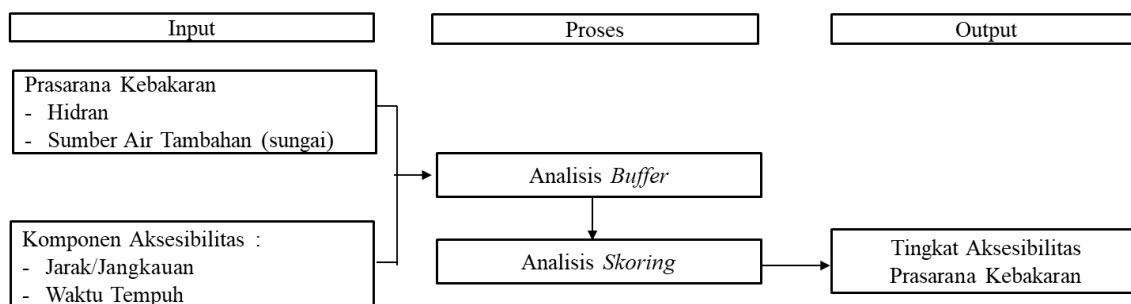 Input
Proses
Output
Prasarana Kebakaran
- Hidran
- Sumber Air Tambahan (sungai)
Komponen Aksesibilitas :
- Jarak/Jangkauan
- Waktu Tempuh
Analisis Buffer
Analisis Skoring
Tingkat Aksesibilitas
Prasarana Kebakaran